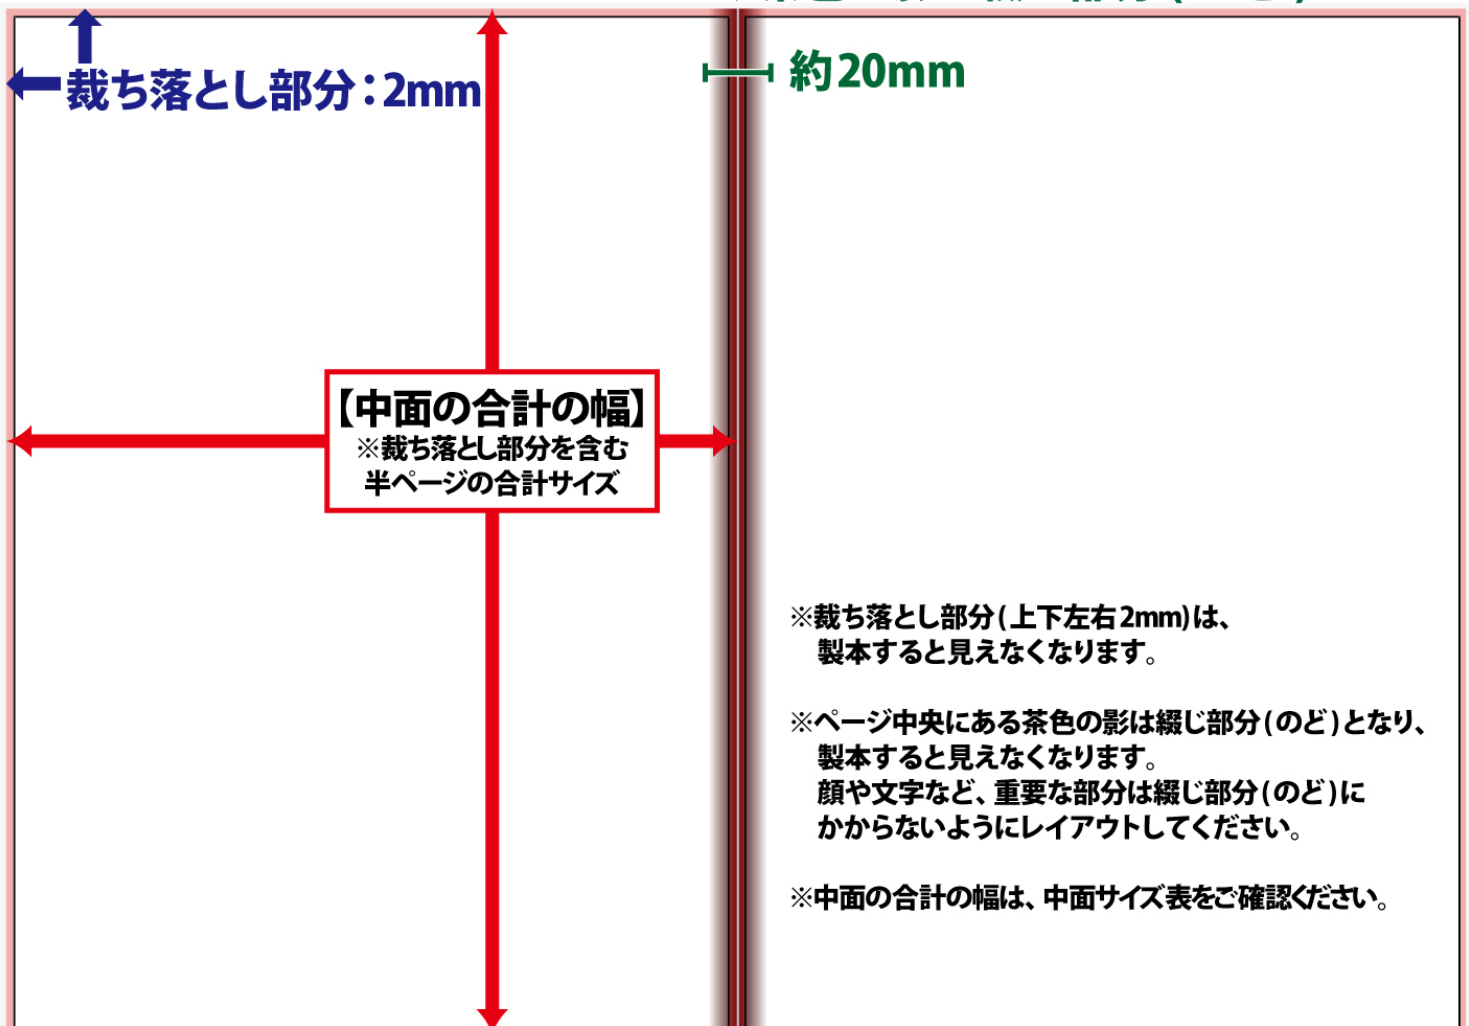 裁ち落とし部分：2mm
約20mm
【中面の合計の幅】
※裁ち落とし部分を含む
半ページの合計サイズ
※裁ち落とし部分(上下左右2mm)は、
製本すると見えなくなります。
※ページ中央にある茶色の影は綴じ部分(のど)となり、
製本すると見えなくなります。
顔や文字など、重要な部分は綴じ部分(のど)に
かからないようにレイアウトしてください。
※中面の合計の幅は、中面サイズ表をご確認ください。